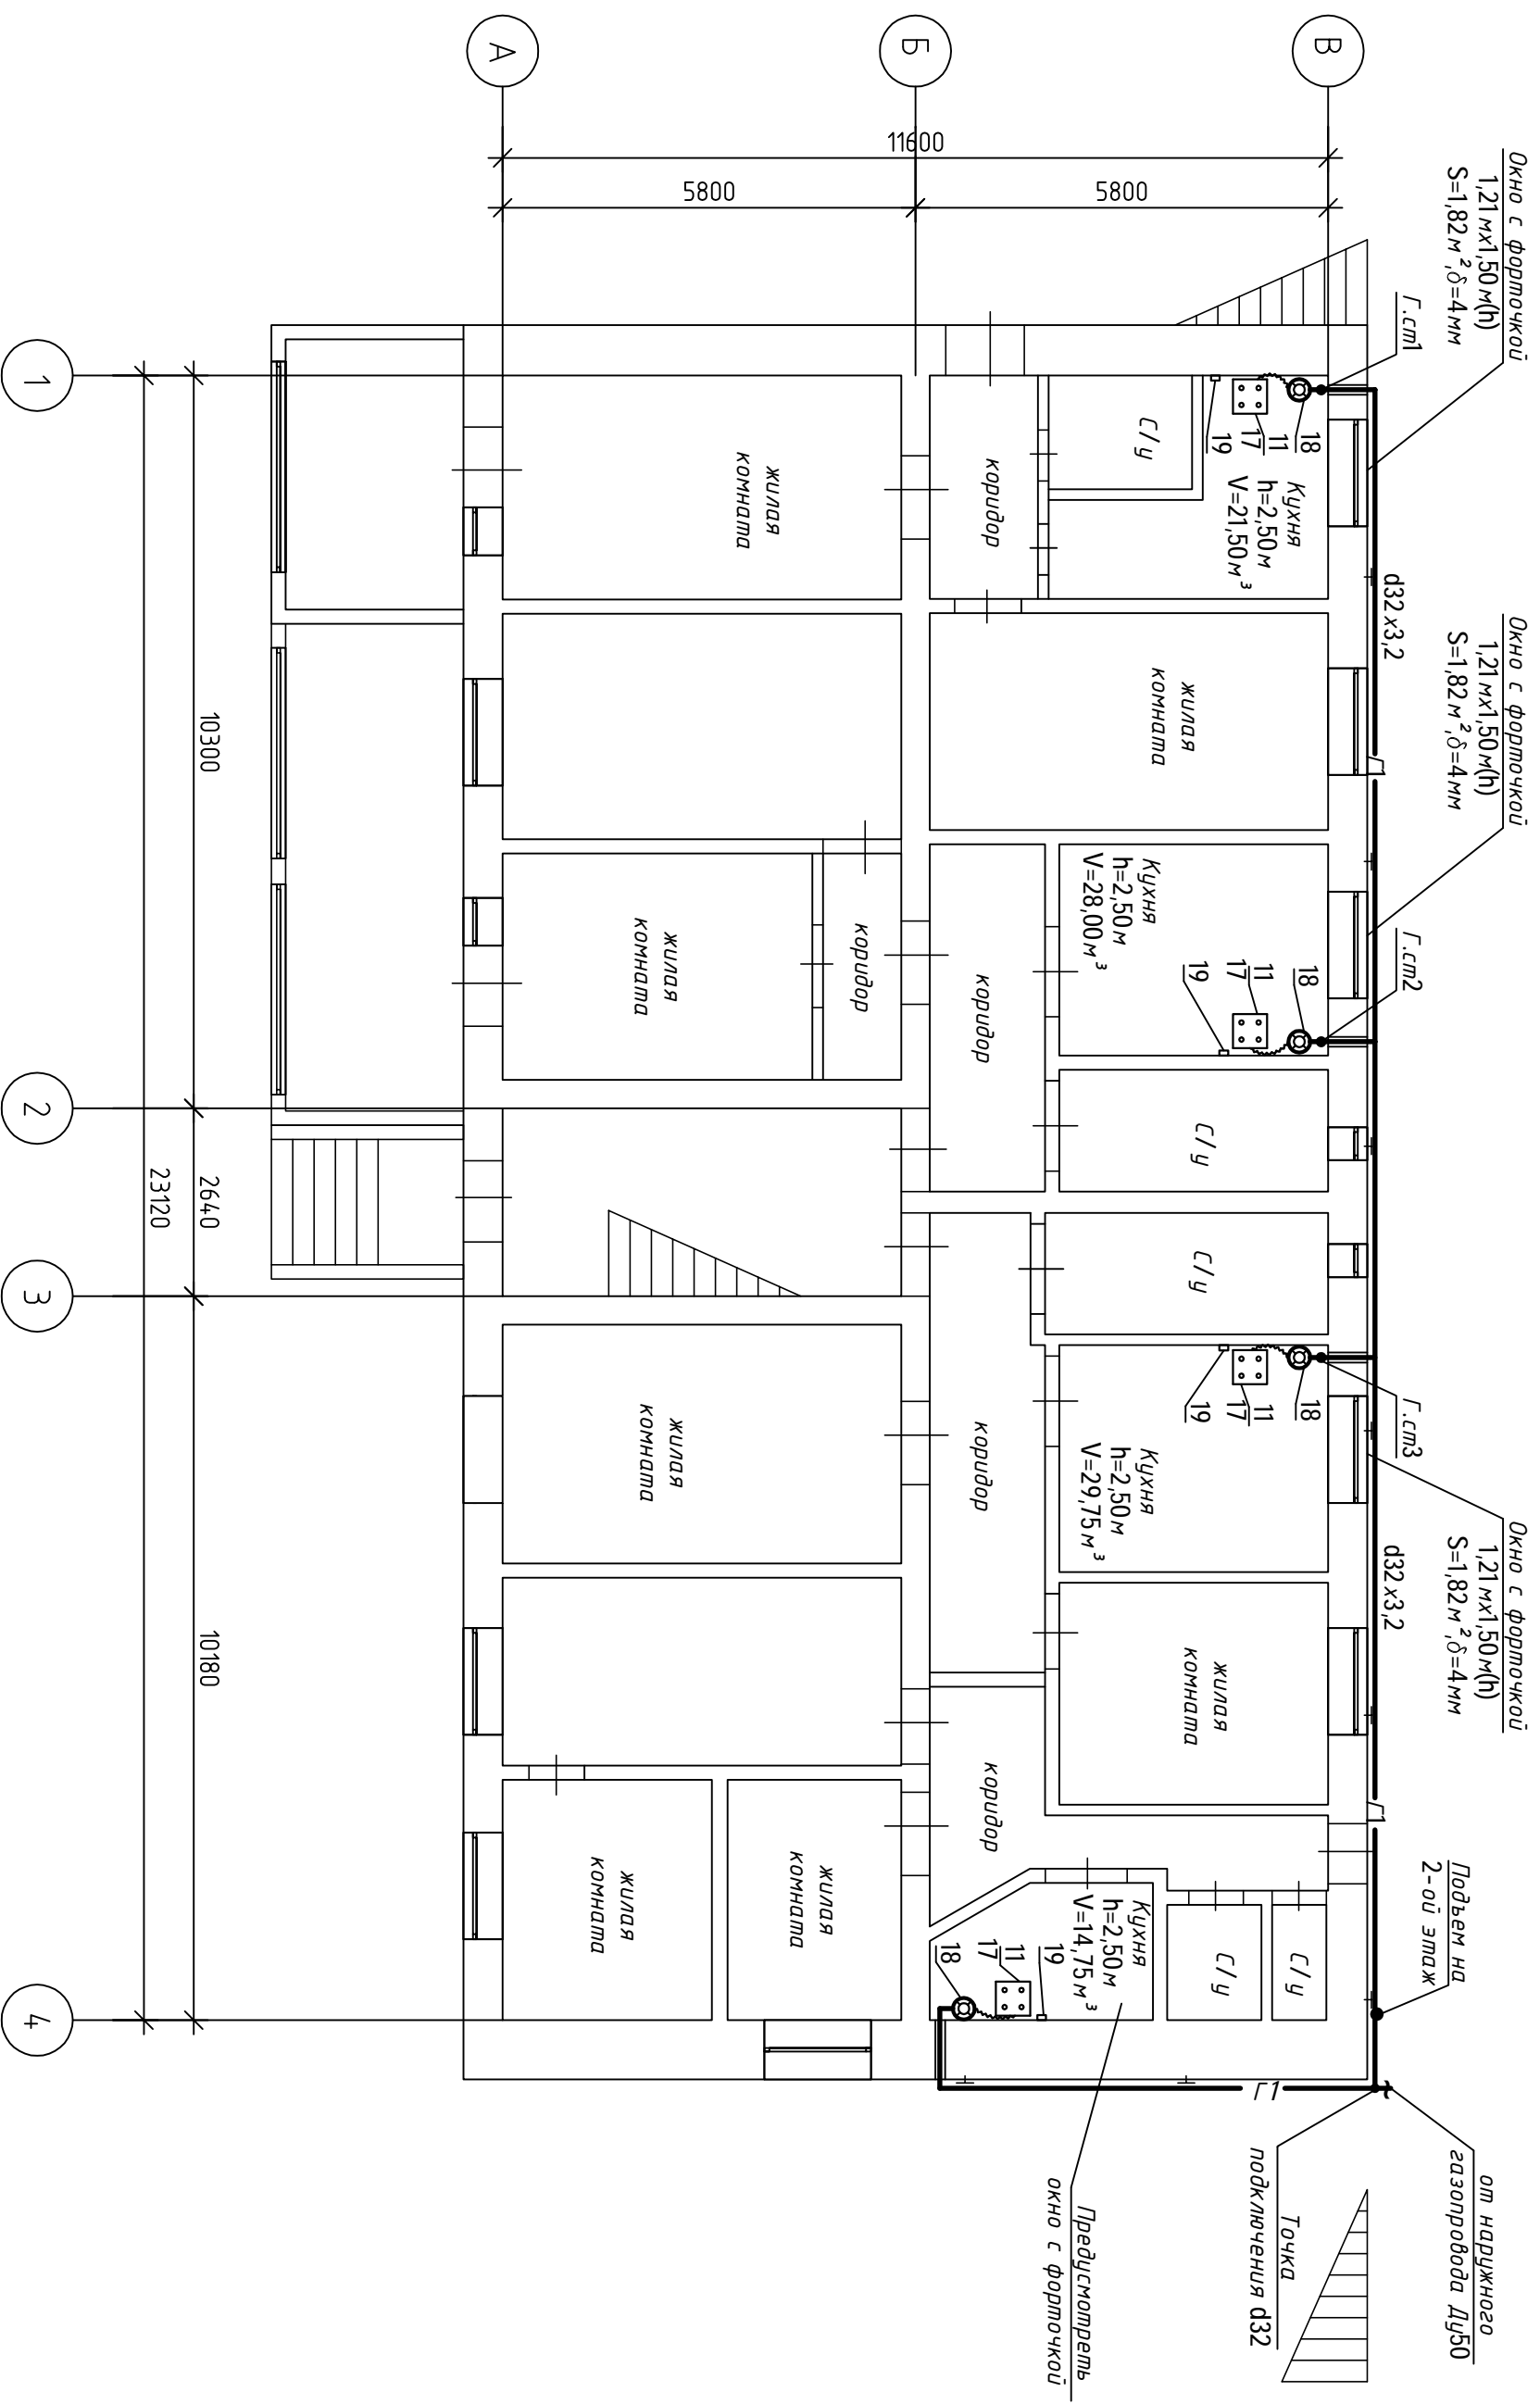 Окно с форточкой
1,21мх1,50м(h)
S=1,82м²,δ=4мм
Окно с форточкой
1,21мх1,50м(h)
S=1,82м²,δ=4мм
Окно с форточкой
1,21мх1,50м(h)
S=1,82м²,δ=4мм
от наружного
газопровода Ду50
Подъем на
2-ой этаж
Г.ст1
Г.ст2
Г.ст3
d32х3,2
d32х3,2
Г1
Г1
Г1
Точка
подключения d32
Предусмотреть
окно с форточкой
В
Б
А
11600
5800
5800
18
11
17
19
Кухня
h=2,50м
V=21,50м³
С/у
коридор
жилая
комната
18
11
17
19
Кухня
h=2,50м
V=28,00м³
коридор
С/у
С/у
18
11
17
19
Кухня
h=2,50м
V=29,75м³
коридор
жилая
комната
коридор
С/у
С/у
Кухня
h=2,50м
V=14,75м³
19
11
17
18
жилая
комната
коридор
жилая
комната
жилая
комната
жилая
комната
жилая
комната
10300
2640
10180
23120
1
2
3
4